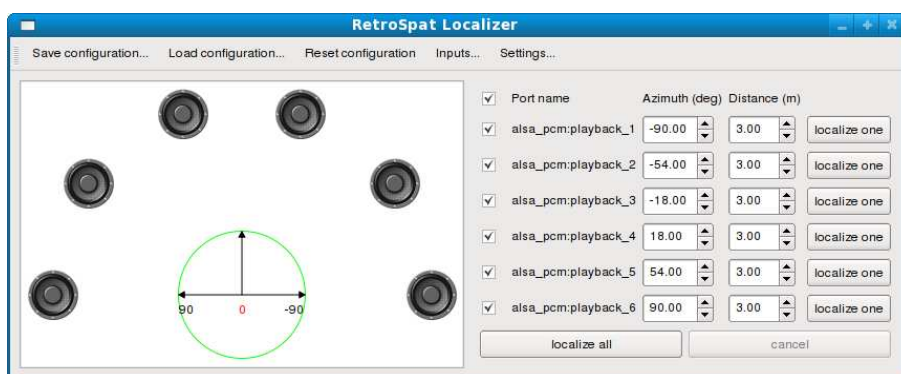 RetroSpat Localizer
Save configuration... Load configuration... Reset configuration Inputs... Settings...
Port name Azimuth (deg) Distance (m)
alsa_pcm:playback_1 -90.00 3.00 localize one
alsa_pcm:playback_2 -54.00 3.00 localize one
alsa_pcm:playback_3 -18.00 3.00 localize one
alsa_pcm:playback_4 18.00 3.00 localize one
alsa_pcm:playback_5 54.00 3.00 localize one
alsa_pcm:playback_6 90.00 3.00 localize one
90 0 -90
localize all cancel